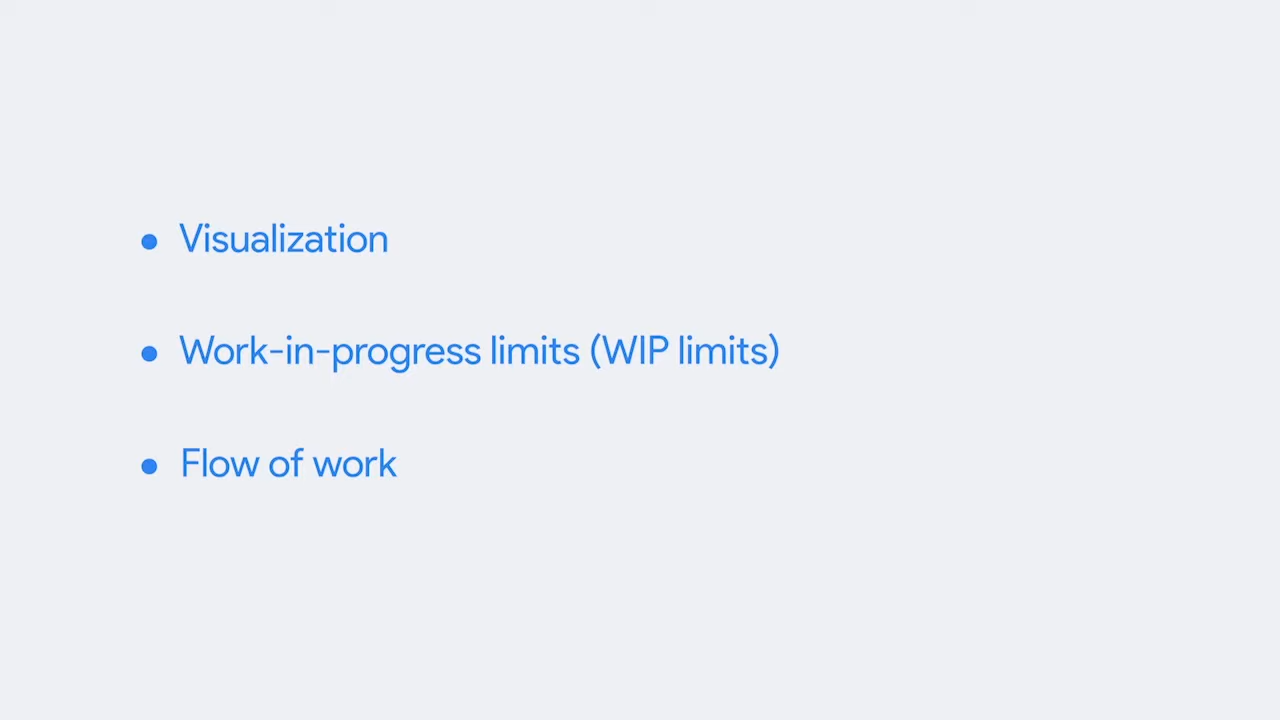 • Visualization
• Work-in-progress limits (WIP limits)
• Flow of work